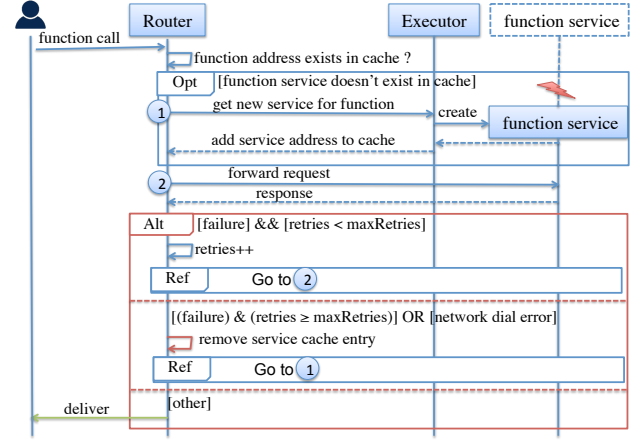 Router
Executor
function service
function call
function address exists in cache ?
Opt
[function service doesn't exist in cache]
1
get new service for function
create
function service
add service address to cache
2
forward request
response
Alt
[failure] && [retries < maxRetries]
retries++
Ref
Go to 2
[(failure) & (retries ≥ maxRetries)] OR [network dial error]
remove service cache entry
Ref
Go to 1
[other]
deliver